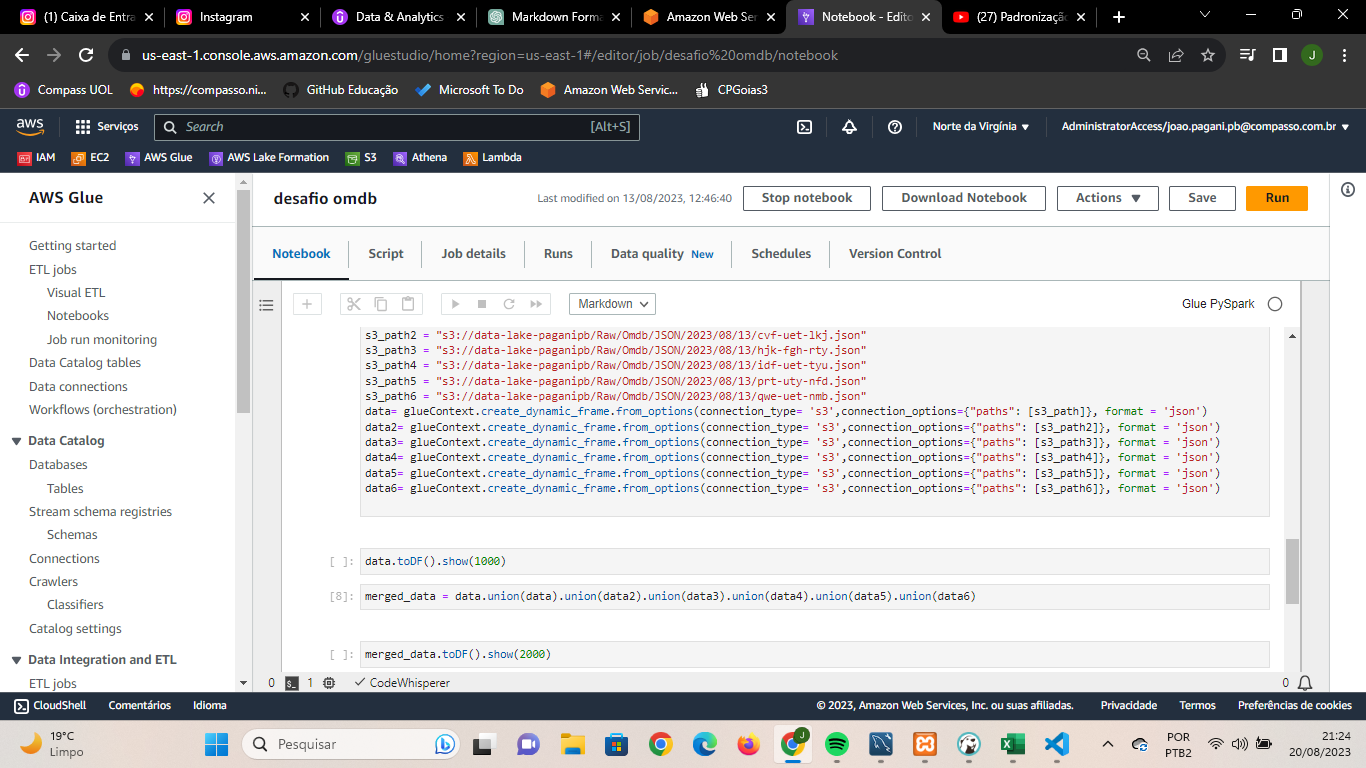 (1) Caixa de Entra
Instagram
Data & Analytics
Markdown Forma
Amazon Web Ser
Notebook - Edito
(27) Padronizaçã
us-east-1.console.aws.amazon.com/gluestudio/home?region=us-east-1#/editor/job/desafio%20omdb/notebook
J
Compass UOL
https://compasso.ni...
GitHub Educação
Microsoft To Do
Amazon Web Servic...
CPGoias3
aws
Serviços
Search
[Alt+S]
Norte da Virgínia
AdministratorAccess/joao.pagani.pb@compasso.com.br
IAM
EC2
AWS Glue
AWS Lake Formation
S3
Athena
Lambda
AWS Glue
Getting started
ETL jobs
Visual ETL
Notebooks
Job run monitoring
Data Catalog tables
Data connections
Workflows (orchestration)
Data Catalog
Databases
Tables
Stream schema registries
Schemas
Connections
Crawlers
Classifiers
Catalog settings
Data Integration and ETL
ETL jobs
desafio omdb
Last modified on 13/08/2023, 12:46:40
Stop notebook
Download Notebook
Actions
Save
Run
Notebook
Script
Job details
Runs
Data quality New
Schedules
Version Control
Markdown
Glue PySpark
s3_path2 = "s3://data-lake-paganipb/Raw/Omdb/JSON/2023/08/13/cvf-uet-lkj.json"
s3_path3 = "s3://data-lake-paganipb/Raw/Omdb/JSON/2023/08/13/hjk-fgh-rty.json"
s3_path4 = "s3://data-lake-paganipb/Raw/Omdb/JSON/2023/08/13/idf-uet-tyu.json"
s3_path5 = "s3://data-lake-paganipb/Raw/Omdb/JSON/2023/08/13/prt-uty-nfd.json"
s3_path6 = "s3://data-lake-paganipb/Raw/Omdb/JSON/2023/08/13/qwe-uet-nmb.json"
data= glueContext.create_dynamic_frame.from_options(connection_type= 's3',connection_options={"paths": [s3_path]}, format = 'json')
data2= glueContext.create_dynamic_frame.from_options(connection_type= 's3',connection_options={"paths": [s3_path2]}, format = 'json')
data3= glueContext.create_dynamic_frame.from_options(connection_type= 's3',connection_options={"paths": [s3_path3]}, format = 'json')
data4= glueContext.create_dynamic_frame.from_options(connection_type= 's3',connection_options={"paths": [s3_path4]}, format = 'json')
data5= glueContext.create_dynamic_frame.from_options(connection_type= 's3',connection_options={"paths": [s3_path5]}, format = 'json')
data6= glueContext.create_dynamic_frame.from_options(connection_type= 's3',connection_options={"paths": [s3_path6]}, format = 'json')
[ ]: data.toDF().show(1000)
[8]: merged_data = data.union(data).union(data2).union(data3).union(data4).union(data5).union(data6)
[ ]: merged_data.toDF().show(2000)
0
1
CodeWhisperer
0
CloudShell
Comentários
Idioma
© 2023, Amazon Web Services, Inc. ou suas afiliadas.
Privacidade
Termos
Preferências de cookies
19°C
Limpo
Pesquisar
POR
PTB2
21:24
20/08/2023